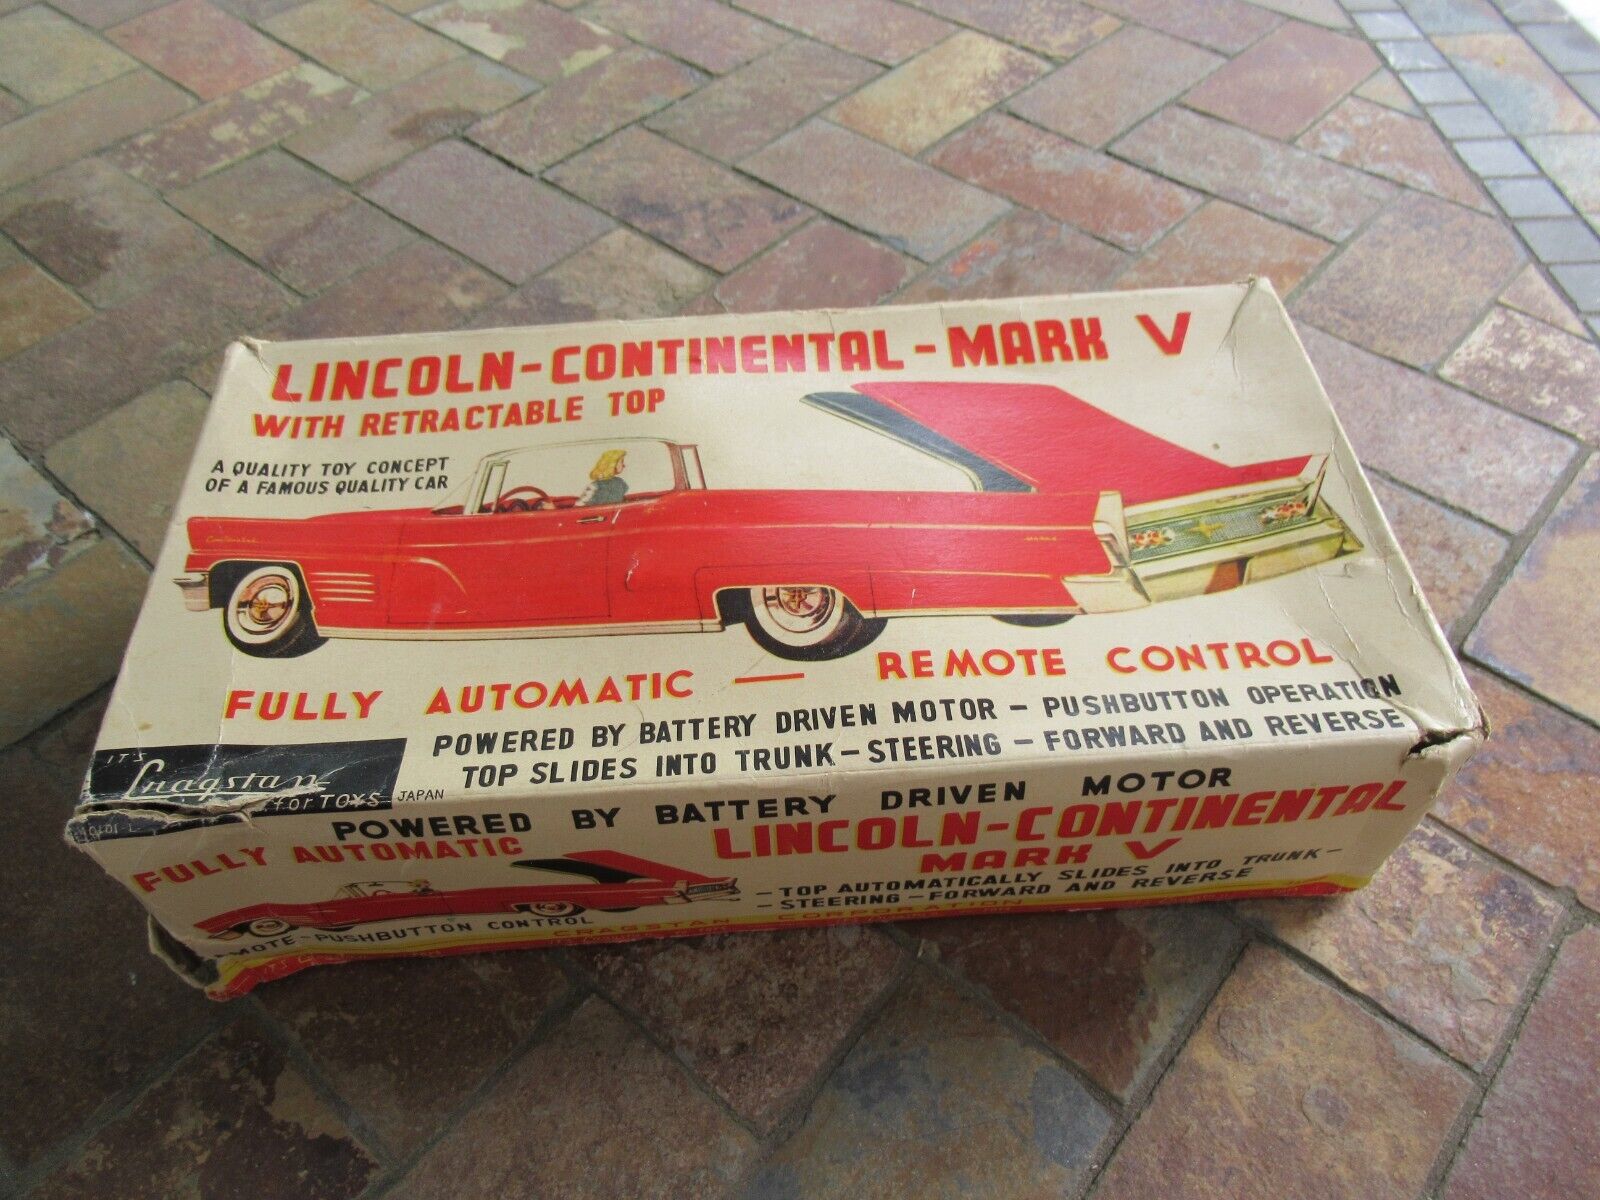 LINCOLN-CONTINENTAL-MARK V
WITH RETRACTABLE TOP
A QUALITY TOY CONCEPT
OF A FAMOUS QUALITY CAR
Continental
FULLY AUTOMATIC — REMOTE CONTROL
POWERED BY BATTERY DRIVEN MOTOR – PUSHBUTTON OPERATION
TOP SLIDES INTO TRUNK – STEERING – FORWARD AND REVERSE
IT'S
Cragstan
for TOYS
JAPAN
POWERED BY BATTERY DRIVEN MOTOR
FULLY AUTOMATIC
LINCOLN-CONTINENTAL
MARK V
– TOP AUTOMATICALLY SLIDES INTO TRUNK –
– STEERING – FORWARD AND REVERSE
MOTE – PUSHBUTTON CONTROL
CRAGSTAN CORPORATION